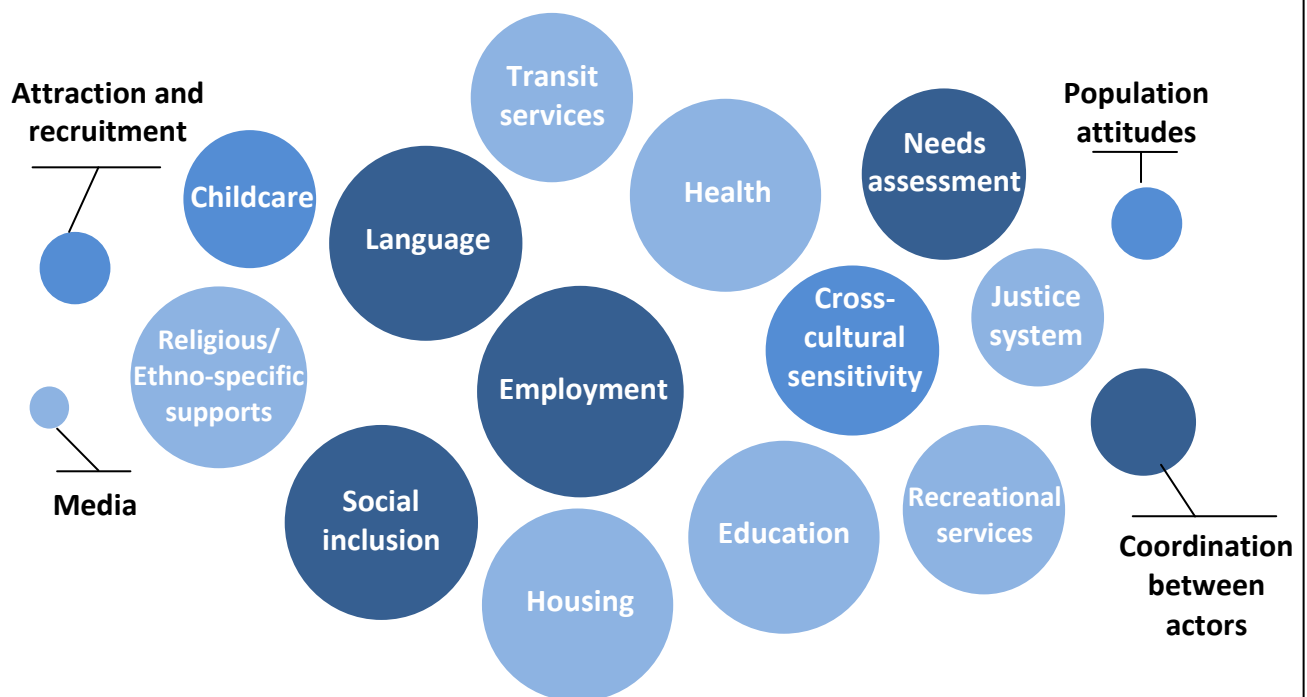 Attraction and
recruitment
Transit
services
Population
attitudes
Childcare
Language
Health
Needs
assessment
Religious/
Ethno-specific
supports
Employment
Cross-
cultural
sensitivity
Justice
system
Media
Social
inclusion
Housing
Education
Recreational
services
Coordination
between
actors